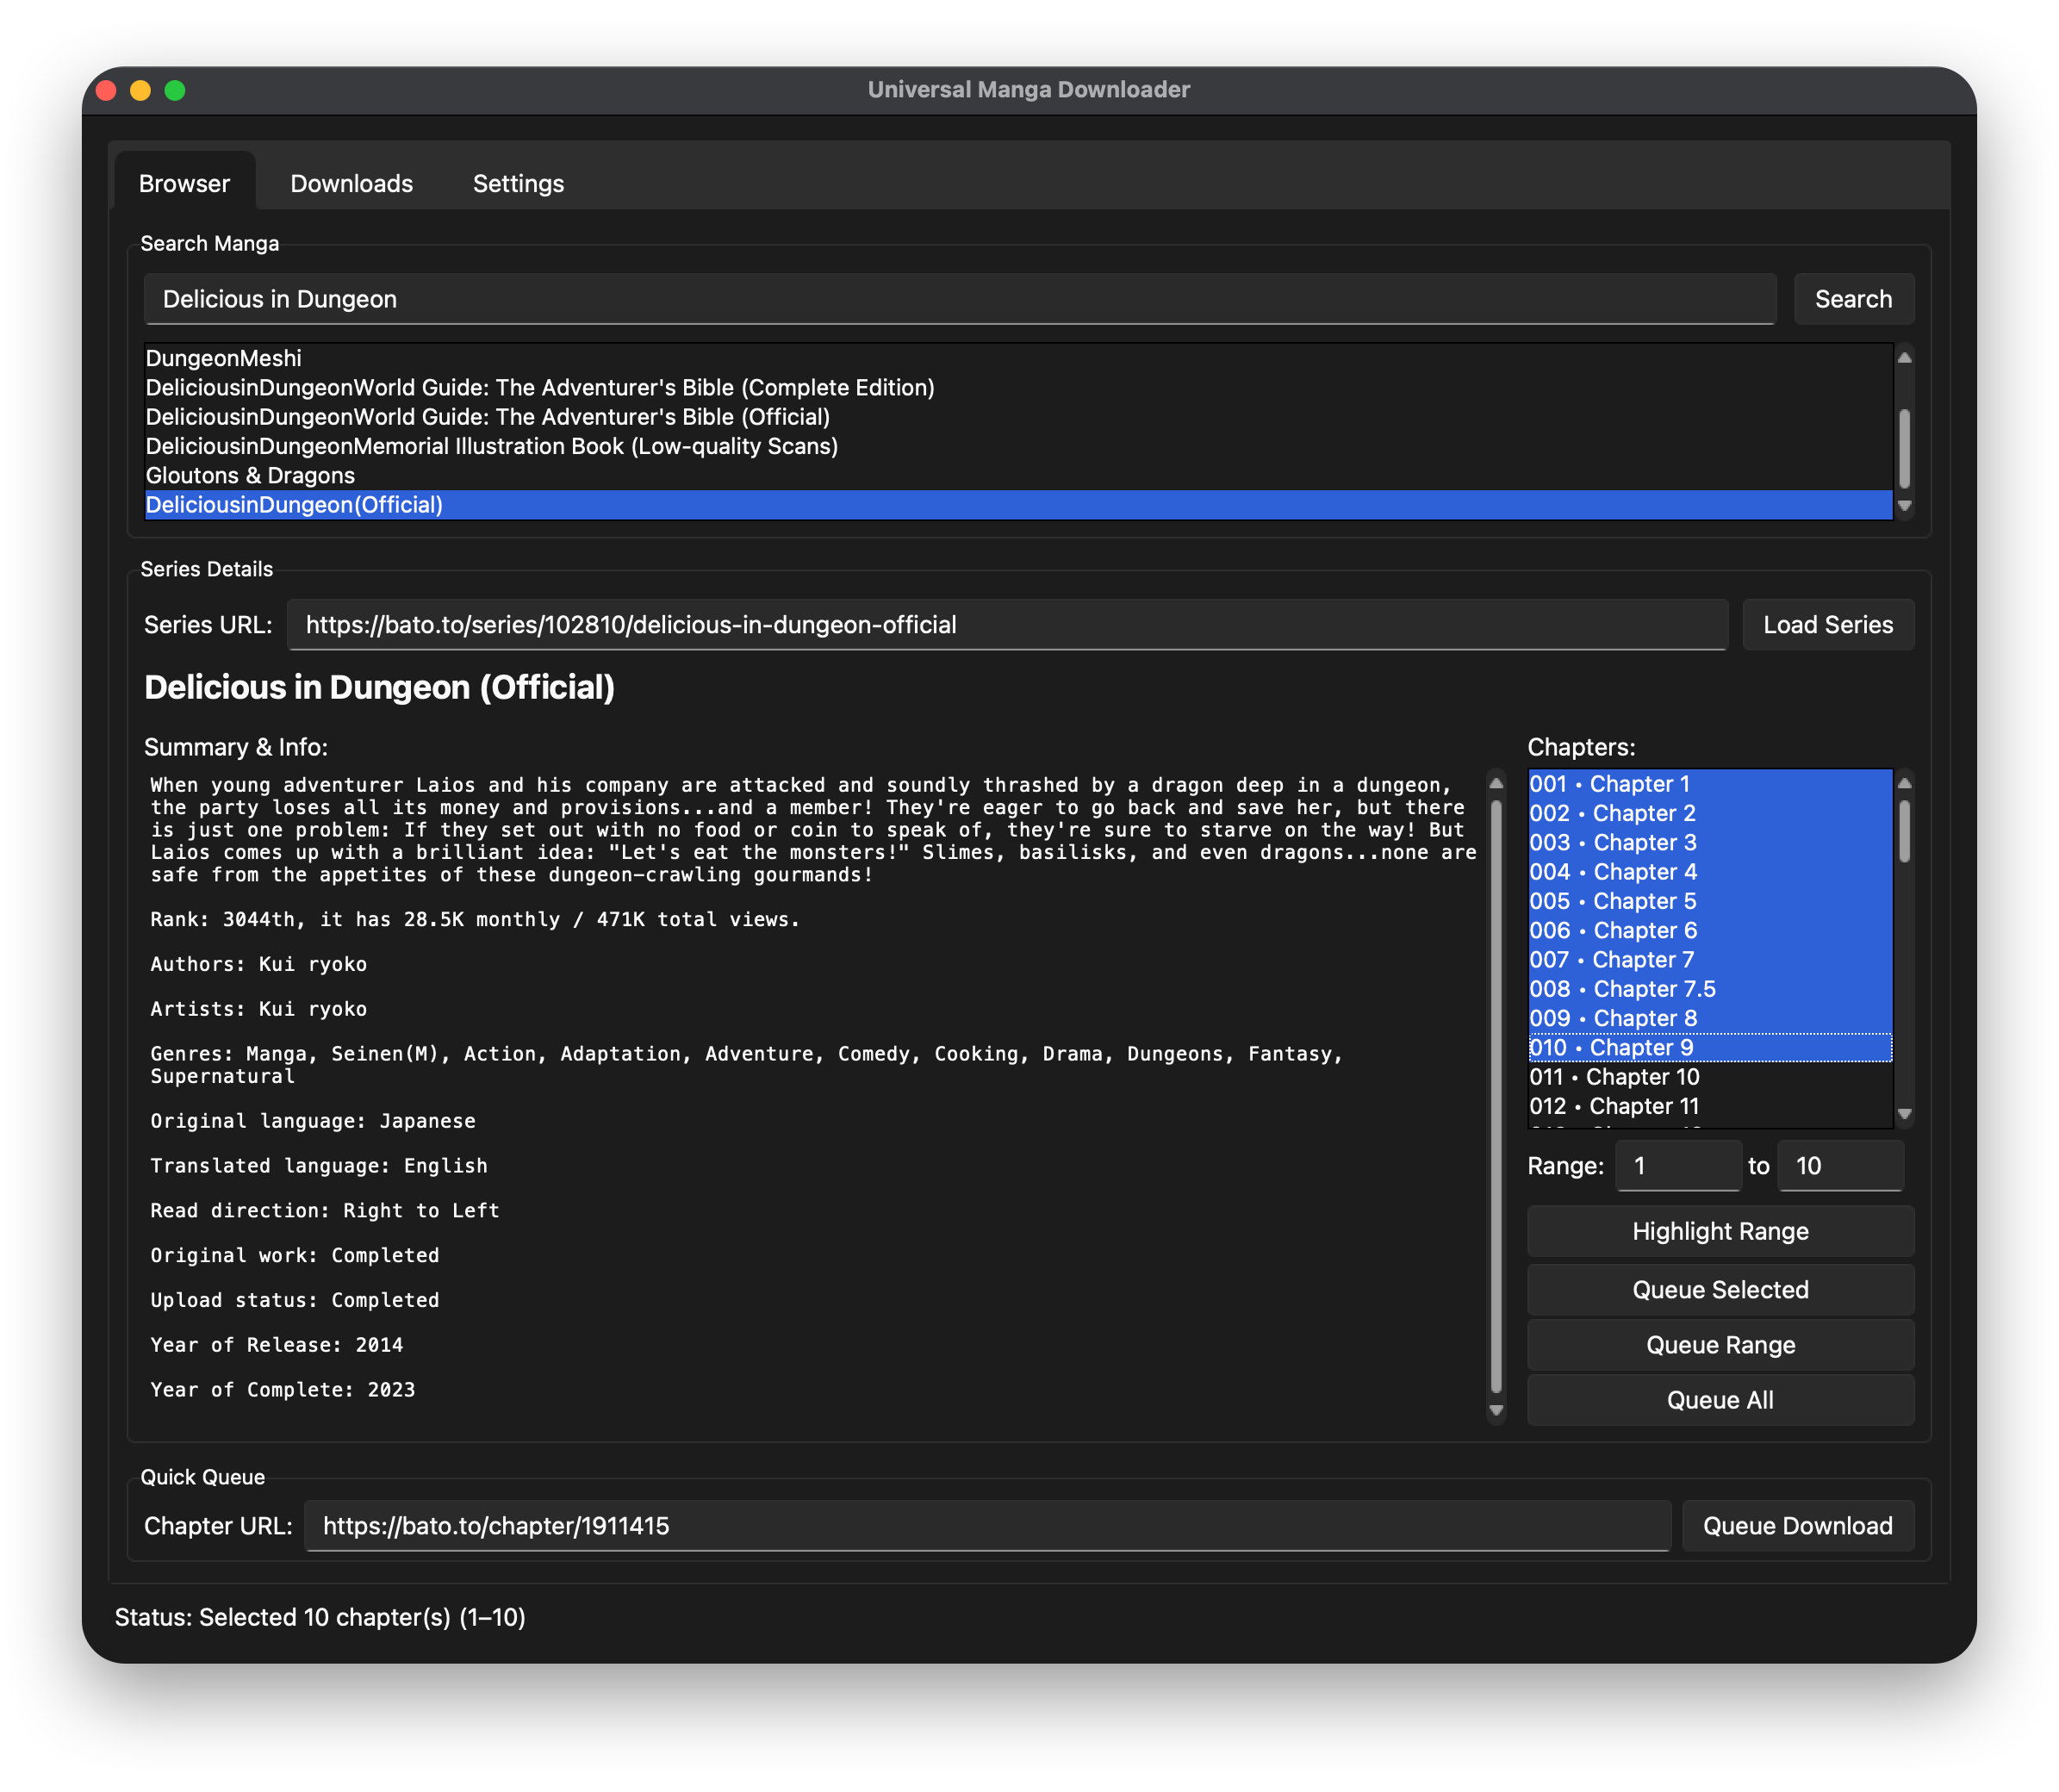 Universal Manga Downloader
Browser
Downloads
Settings
Search Manga
Delicious in Dungeon
Search
DungeonMeshi
DeliciousinDungeonWorld Guide: The Adventurer's Bible (Complete Edition)
DeliciousinDungeonWorld Guide: The Adventurer's Bible (Official)
DeliciousinDungeonMemorial Illustration Book (Low-quality Scans)
Gloutons & Dragons
DeliciousinDungeon(Official)
Series Details
Series URL:
https://bato.to/series/102810/delicious-in-dungeon-official
Load Series
Delicious in Dungeon (Official)
Summary & Info:
When young adventurer Laios and his company are attacked and soundly thrashed by a dragon deep in a dungeon,
the party loses all its money and provisions...and a member! They're eager to go back and save her, but there
is just one problem: If they set out with no food or coin to speak of, they're sure to starve on the way! But
Laios comes up with a brilliant idea: "Let's eat the monsters!" Slimes, basilisks, and even dragons...none are
safe from the appetites of these dungeon-crawling gourmands!
Rank: 3044th, it has 28.5K monthly / 471K total views.
Authors: Kui ryoko
Artists: Kui ryoko
Genres: Manga, Seinen(M), Action, Adaptation, Adventure, Comedy, Cooking, Drama, Dungeons, Fantasy,
Supernatural
Original language: Japanese
Translated language: English
Read direction: Right to Left
Original work: Completed
Upload status: Completed
Year of Release: 2014
Year of Complete: 2023
Chapters:
001 • Chapter 1
002 • Chapter 2
003 • Chapter 3
004 • Chapter 4
005 • Chapter 5
006 • Chapter 6
007 • Chapter 7
008 • Chapter 7.5
009 • Chapter 8
010 • Chapter 9
011 • Chapter 10
012 • Chapter 11
Range: 1 to 10
Highlight Range
Queue Selected
Queue Range
Queue All
Quick Queue
Chapter URL:
https://bato.to/chapter/1911415
Queue Download
Status: Selected 10 chapter(s) (1–10)